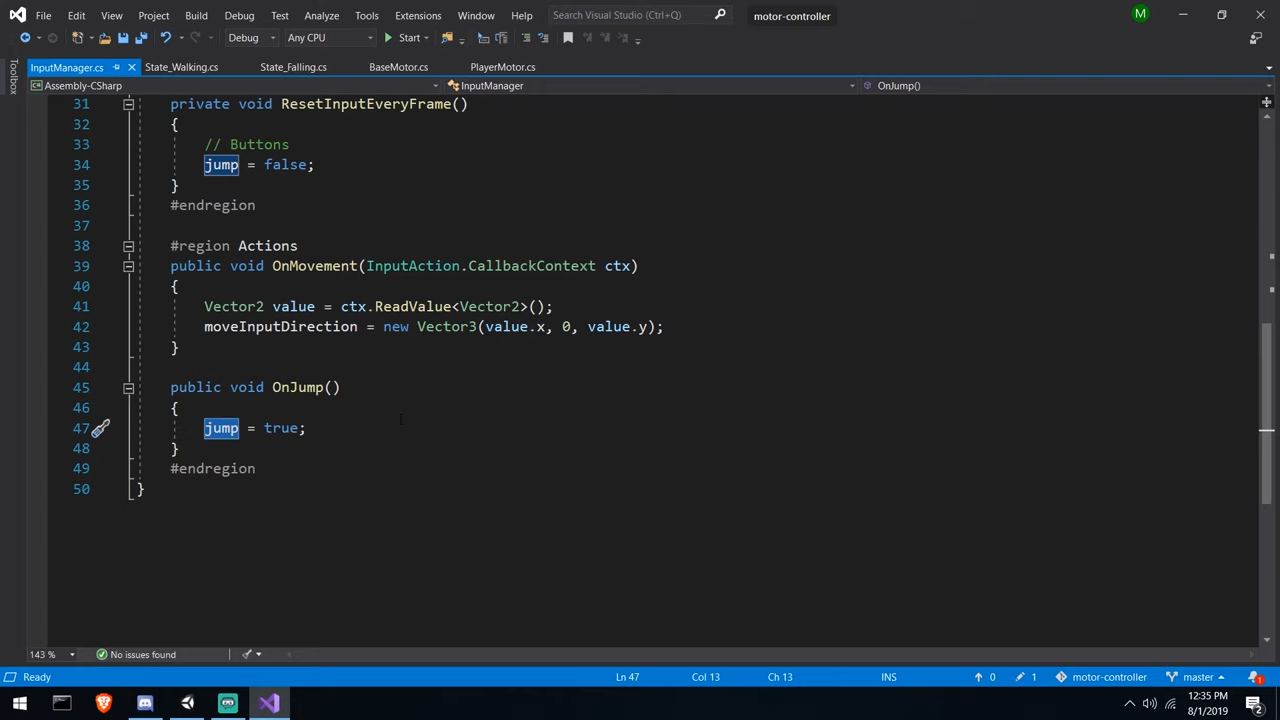 File Edit View Project Build Debug Test Analyze Tools Extensions Window Help Search Visual Studio (Ctrl+Q) motor-controller M
Debug Any CPU Start
InputManager.cs State_Walking.cs State_Falling.cs BaseMotor.cs PlayerMotor.cs
Toolbox
Assembly-CSharp InputManager OnJump()
31 private void ResetInputEveryFrame()
32 {
33 // Buttons
34 jump = false;
35 }
36 #endregion
37
38 #region Actions
39 public void OnMovement(InputAction.CallbackContext ctx)
40 {
41 Vector2 value = ctx.ReadValue<Vector2>();
42 moveInputDirection = new Vector3(value.x, 0, value.y);
43 }
44
45 public void OnJump()
46 {
47 jump = true;
48 }
49 #endregion
50 }
143 % No issues found
Ready Ln 47 Col 13 Ch 13 INS 0 1 motor-controller master 1
12:35 PM
8/1/2019 2